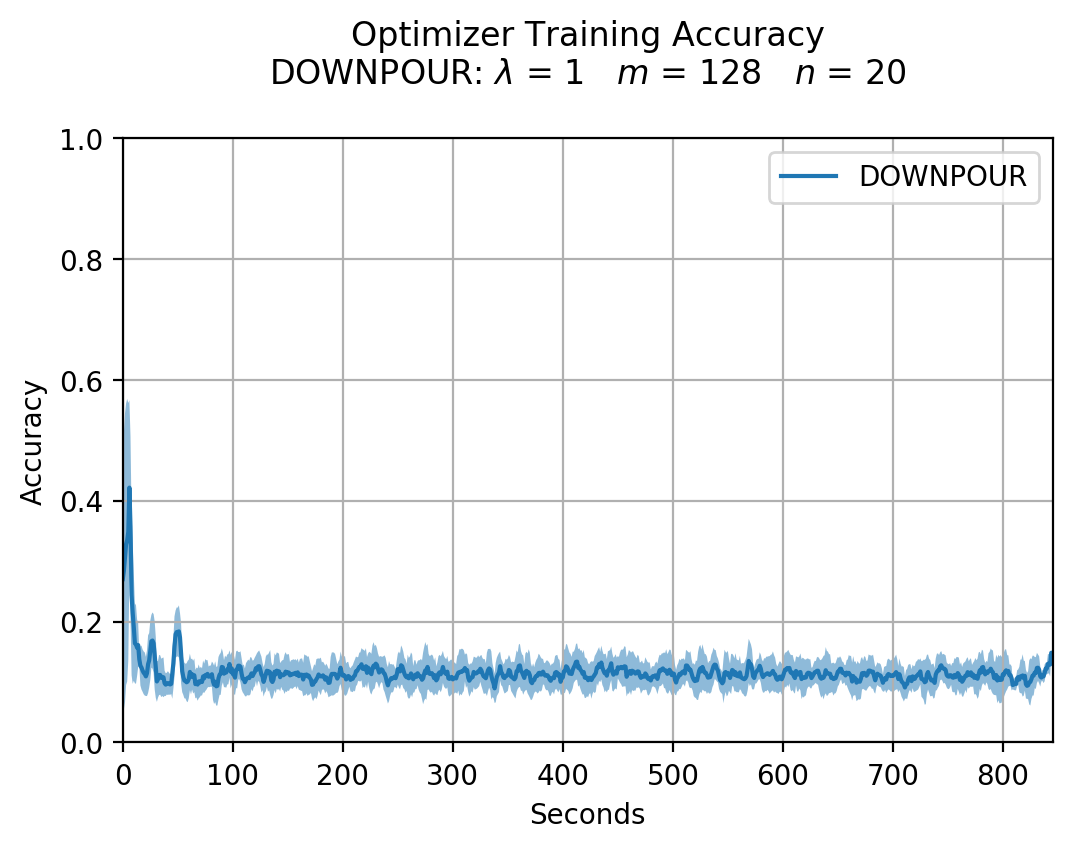 Optimizer Training Accuracy
DOWNPOUR: λ = 1 m = 128 n = 20
1.0
DOWNPOUR
0.8
0.6
Accuracy
0.4
0.2
0.0
0 100 200 300 400 500 600 700 800
Seconds